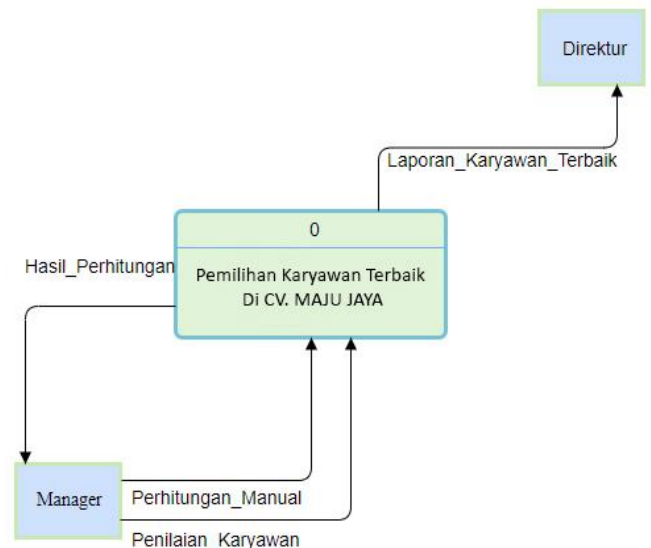 Direktur
Laporan_Karyawan_Terbaik
0
Hasil_Perhitungan
Pemilihan Karyawan Terbaik
Di CV. MAJU JAYA
Manager
Perhitungan_Manual
Penilaian_Karyawan